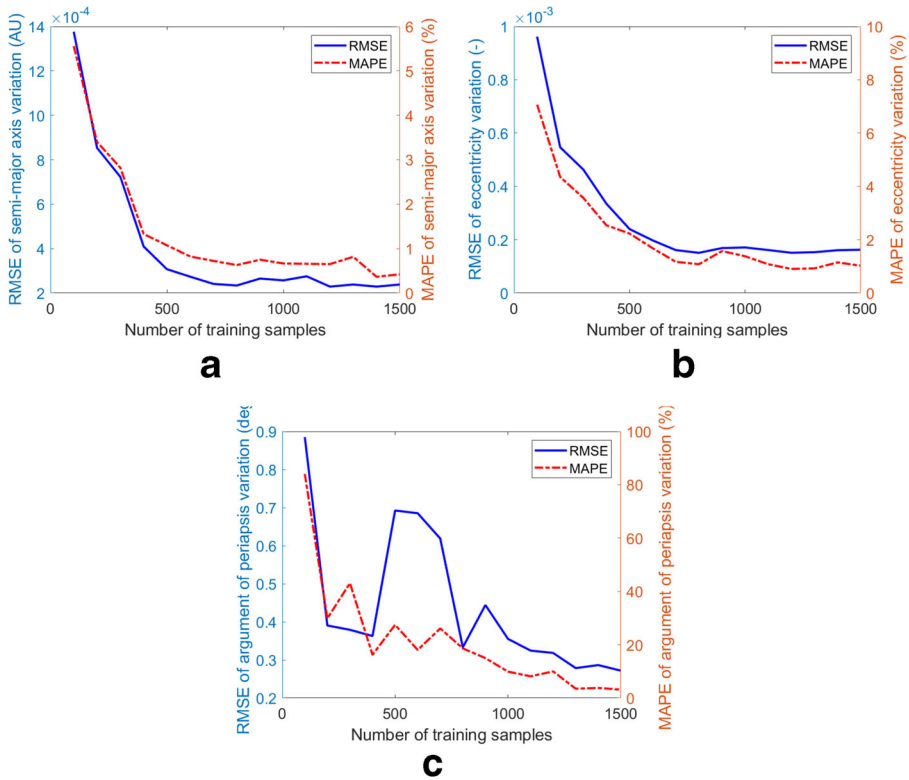 ×10⁻⁴
RMSE of semi-major axis variation (AU)
14
12
10
8
6
4
2
MAPE of semi-major axis variation (%)
6
5
4
3
2
1
0
RMSE
MAPE
0 500 1000 1500
Number of training samples
a
×10⁻³
RMSE of eccentricity variation (-)
1
0.8
0.6
0.4
0.2
0
MAPE of eccentricity variation (%)
10
8
6
4
2
0
RMSE
MAPE
0 500 1000 1500
Number of training samples
b
RMSE of argument of periapsis variation (deg
0.9
0.8
0.7
0.6
0.5
0.4
0.3
0.2
MAPE of argument of periapsis variation (%)
100
80
60
40
20
0
RMSE
MAPE
0 500 1000 1500
Number of training samples
c